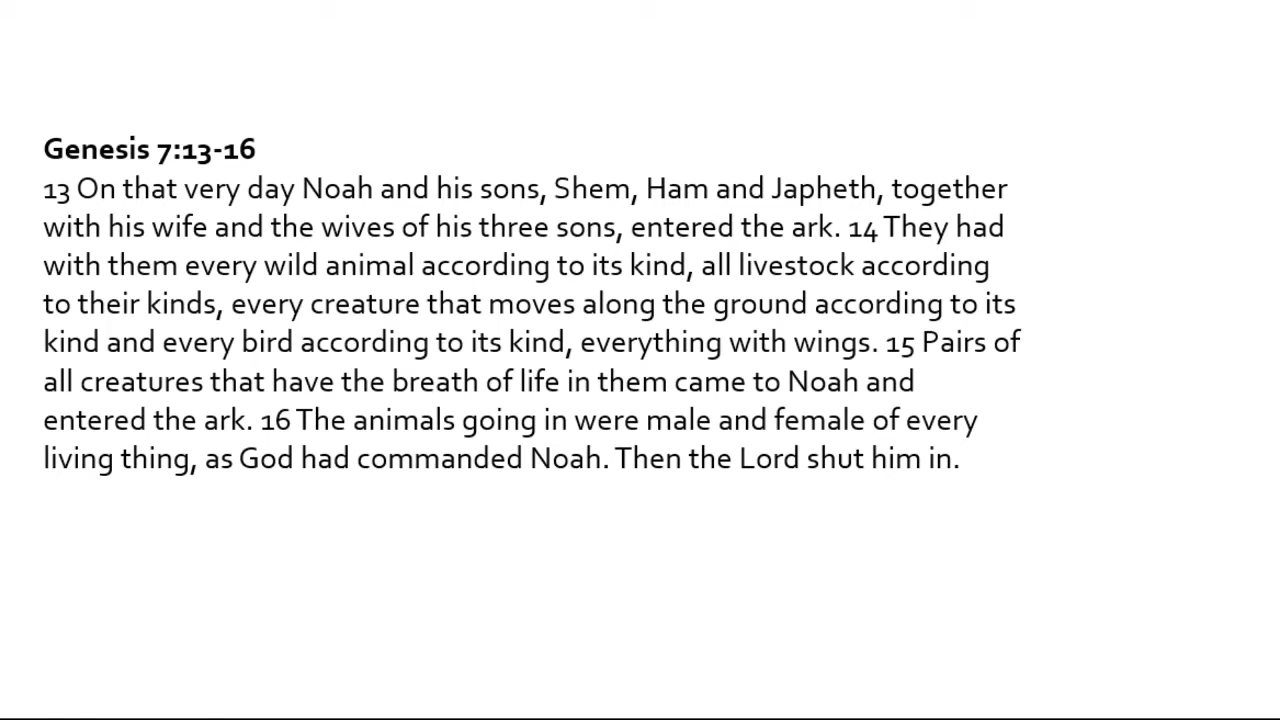 Genesis 7:13-16
13 On that very day Noah and his sons, Shem, Ham and Japheth, together
with his wife and the wives of his three sons, entered the ark. 14 They had
with them every wild animal according to its kind, all livestock according
to their kinds, every creature that moves along the ground according to its
kind and every bird according to its kind, everything with wings. 15 Pairs of
all creatures that have the breath of life in them came to Noah and
entered the ark. 16 The animals going in were male and female of every
living thing, as God had commanded Noah. Then the Lord shut him in.